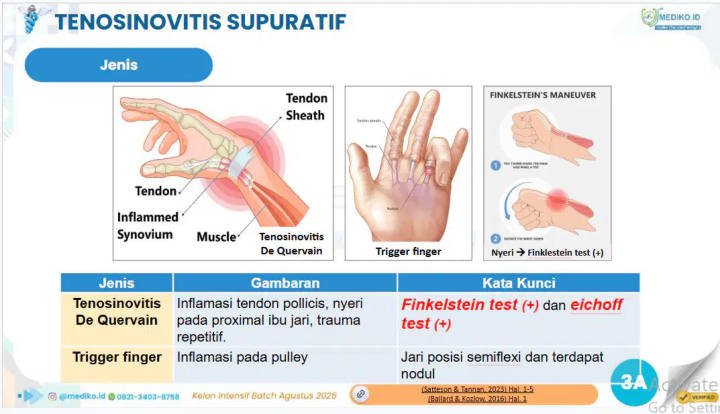 TENOSINOVITIS SUPURATIF
MEDIKO.ID
Jenis
Tendon
Sheath
Tendon
Inflammed
Synovium
Muscle
Tenosinovitis
De Quervain
Trigger finger
FINKELSTEIN'S MANEUVER
1
2
Nyeri → Finklestein test (+)
Jenis
Gambaran
Kata Kunci
Tenosinovitis
De Quervain
Inflamasi tendon pollicis, nyeri
pada proximal ibu jari, trauma
repetitif.
Finkelstein test (+) dan eichoff
test (+)
Trigger finger
Inflamasi pada pulley
Jari posisi semiflexi dan terdapat
nodul
3A
@mediko.id 0821-3403-8758 Kelon Intensif Batch Agustus 2025
(Satteson & Tannan, 2023) Hal. 1-5
(Ballard & Kozlow, 2016) Hal. 1
VERIFIED
Go to Setti